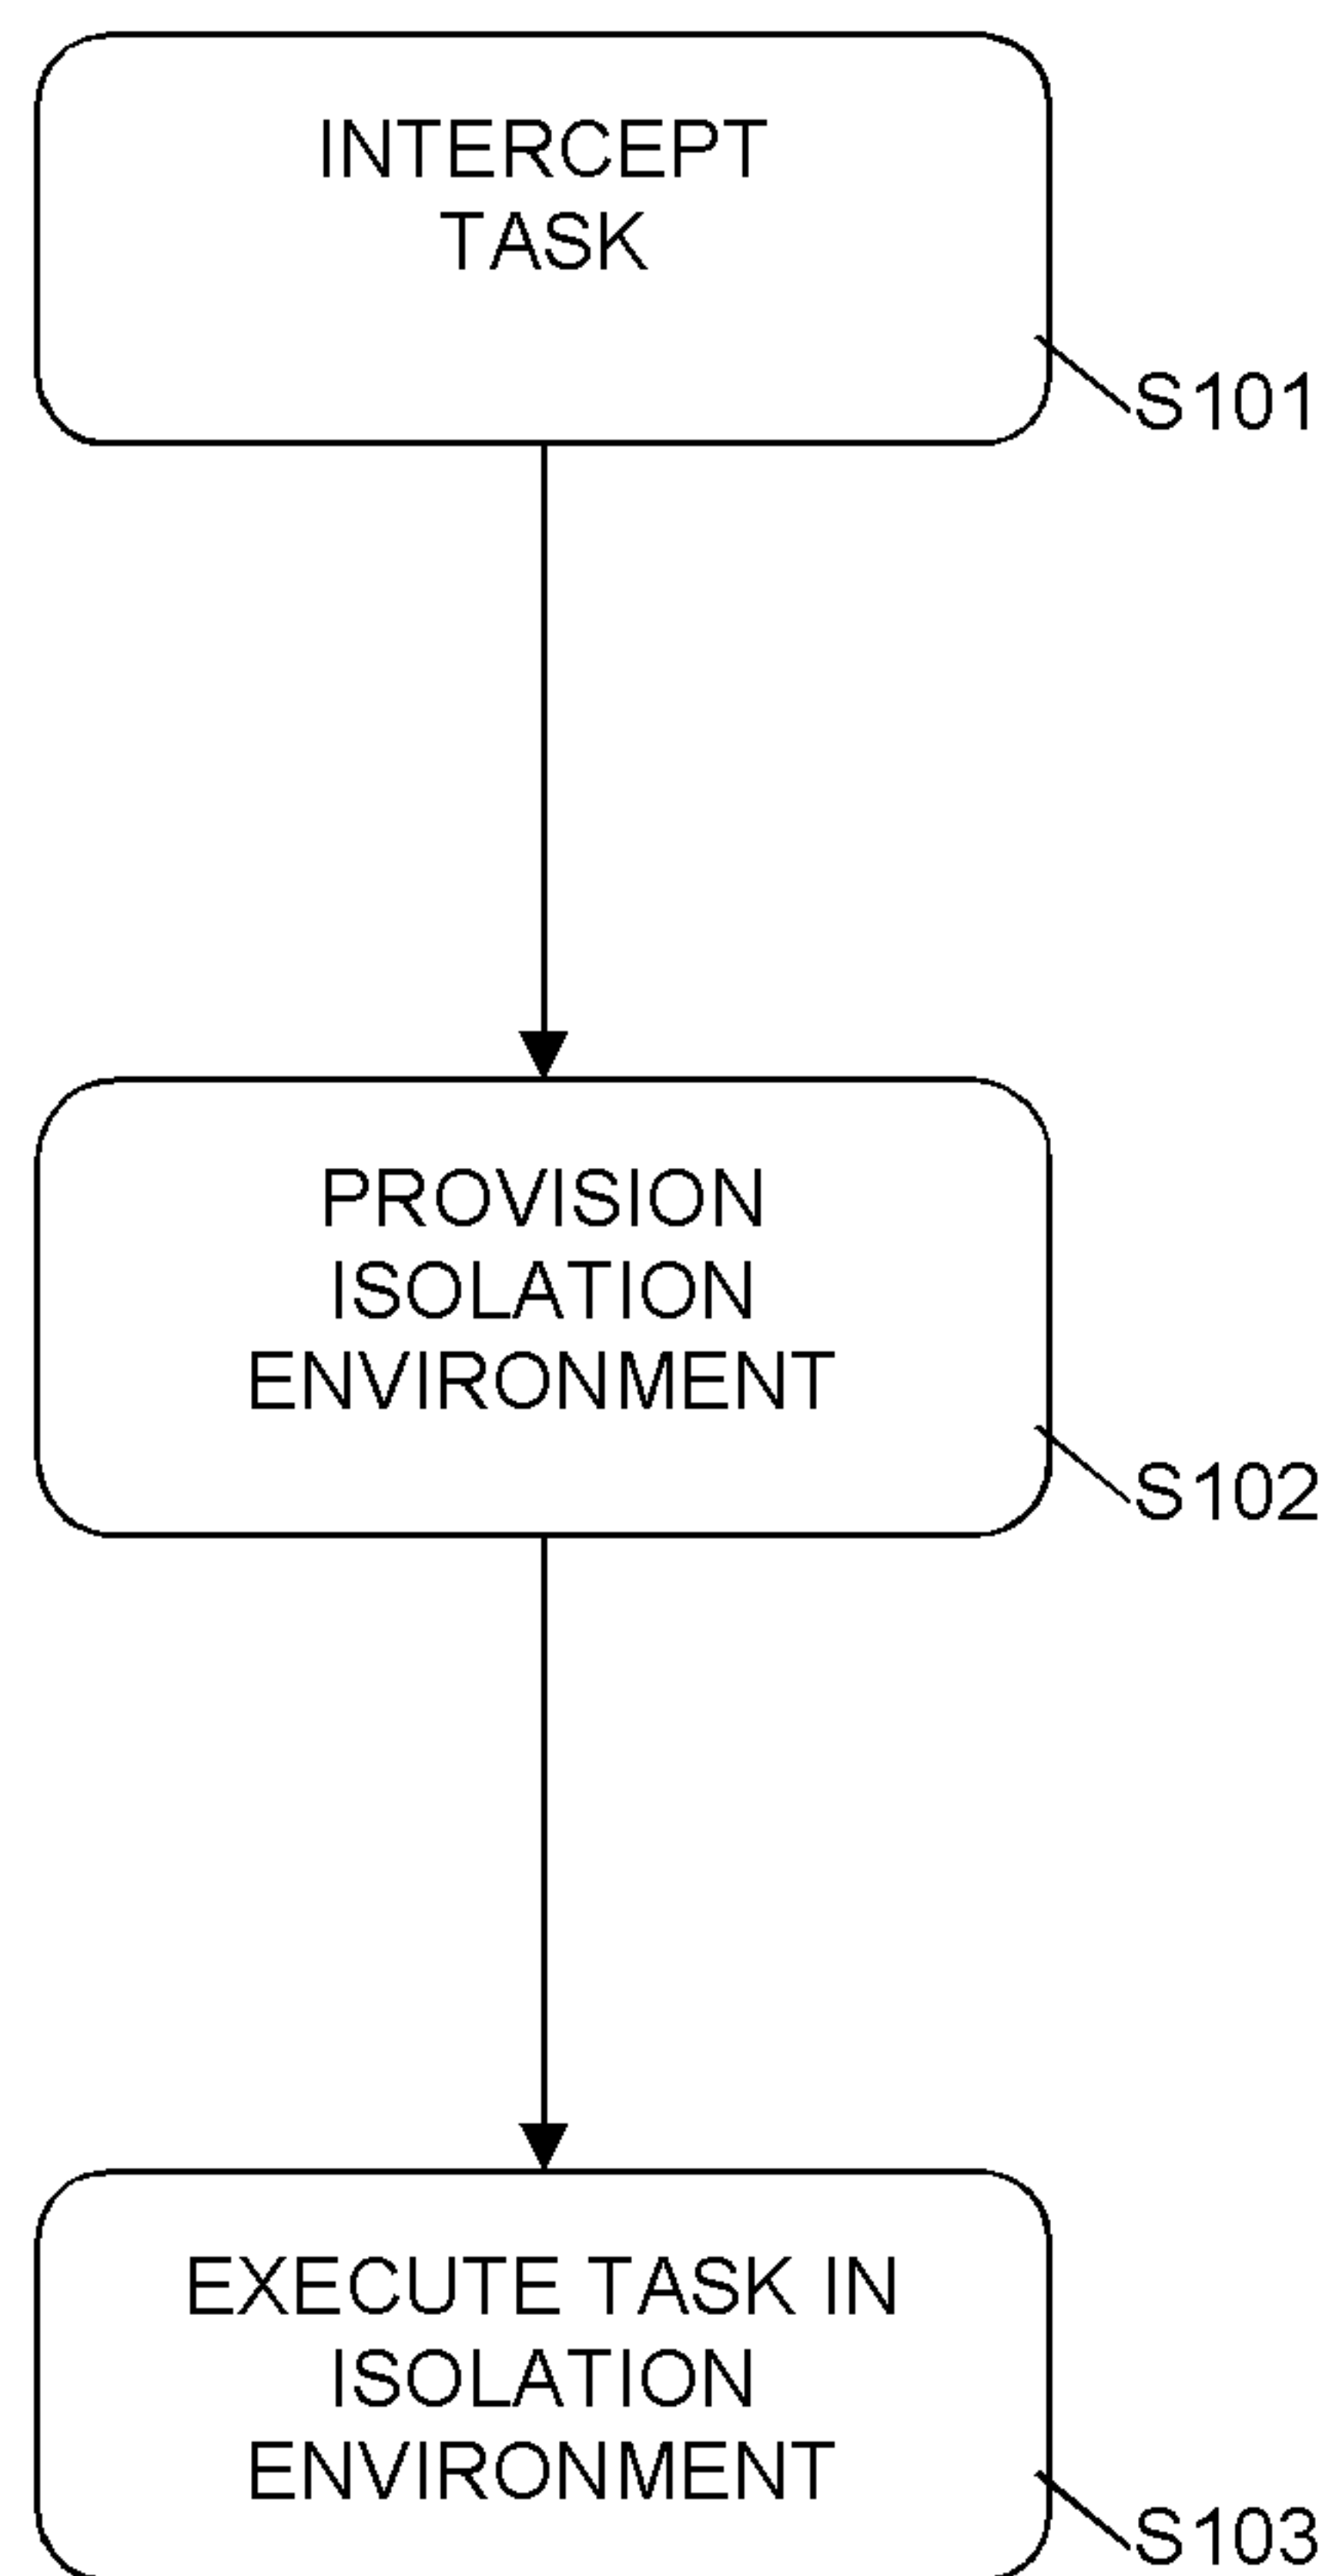 INTERCEPT
TASK
S101
PROVISION
ISOLATION
ENVIRONMENT
S102
EXECUTE TASK IN
ISOLATION
ENVIRONMENT
S103